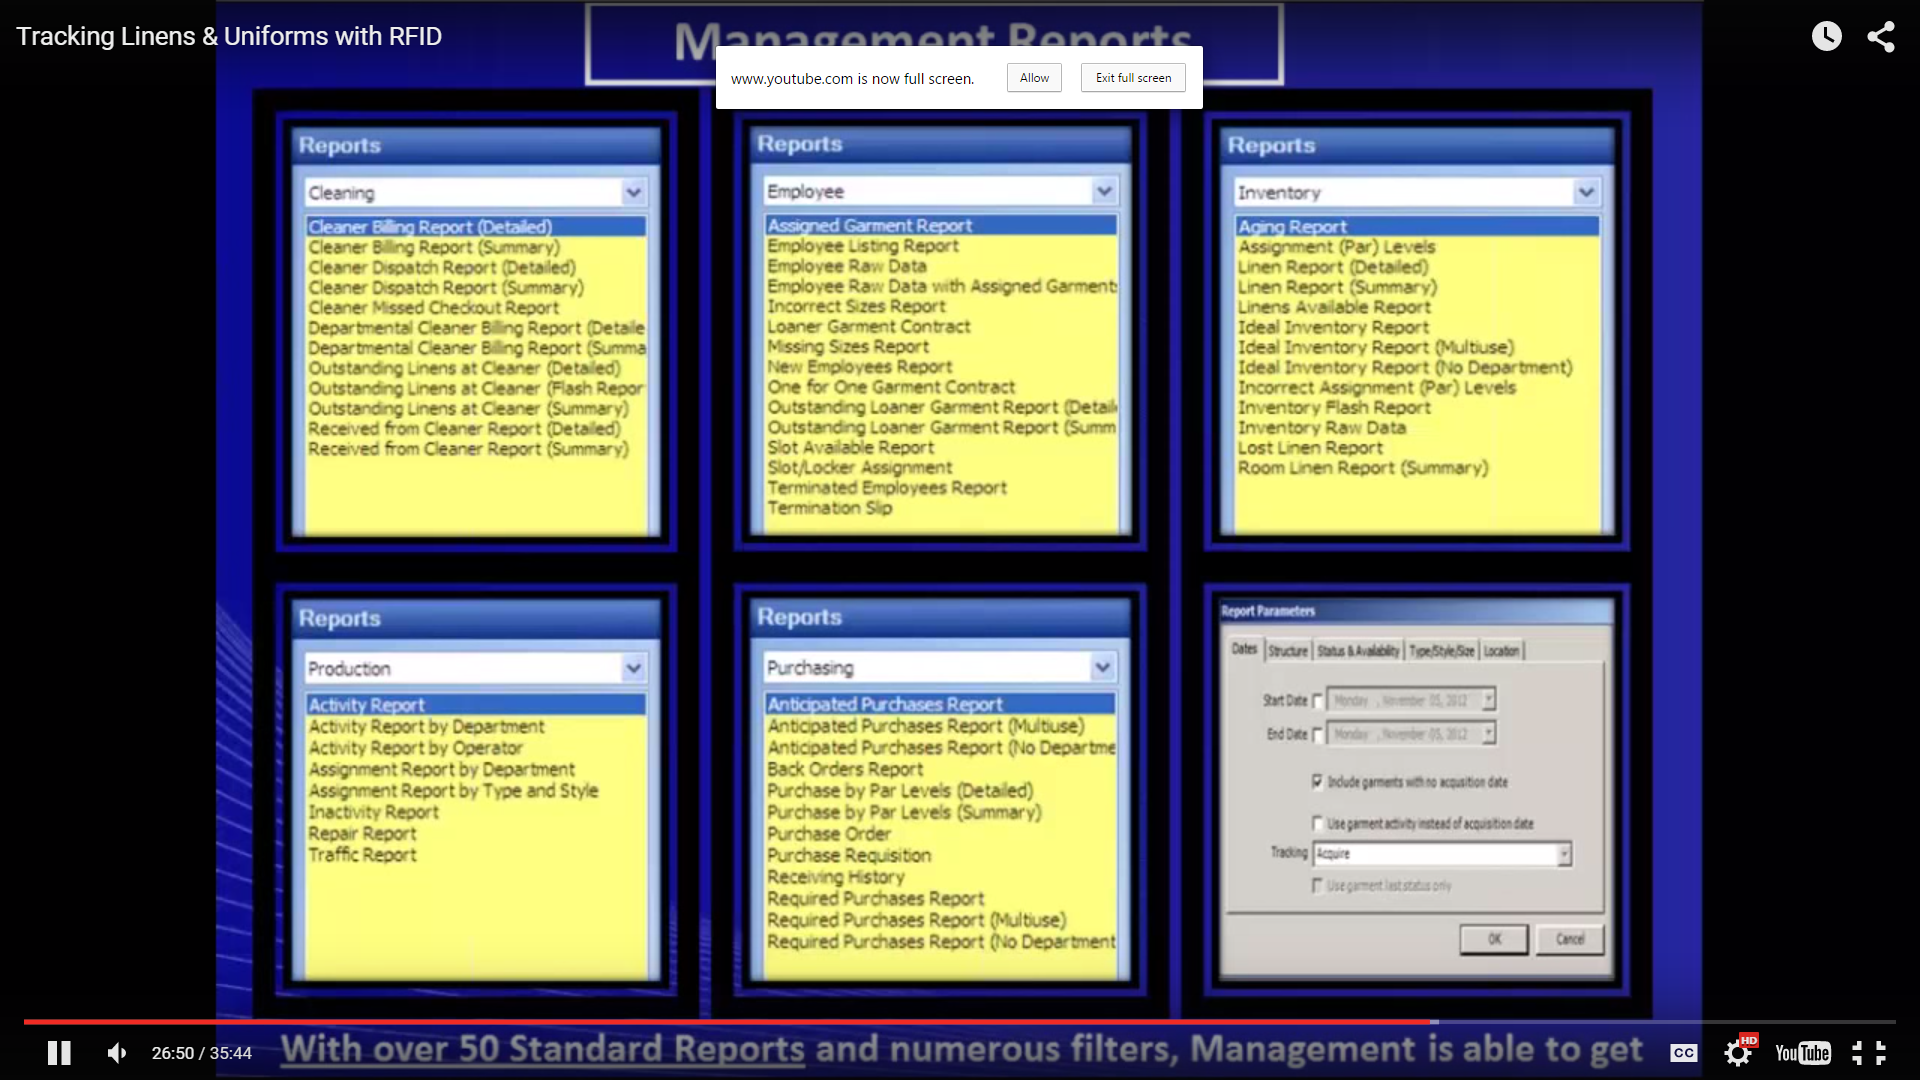 Tracking Linens & Uniforms with RFID
Management Reports
www.youtube.com is now full screen.
Allow
Exit full screen
Reports
Cleaning
Cleaner Billing Report (Detailed)
Cleaner Billing Report (Summary)
Cleaner Dispatch Report (Detailed)
Cleaner Dispatch Report (Summary)
Cleaner Missed Checkout Report
Departmental Cleaner Billing Report (Detaile
Departmental Cleaner Billing Report (Summa
Outstanding Linens at Cleaner (Detailed)
Outstanding Linens at Cleaner (Flash Repor
Outstanding Linens at Cleaner (Summary)
Received from Cleaner Report (Detailed)
Received from Cleaner Report (Summary)
Reports
Employee
Assigned Garment Report
Employee Listing Report
Employee Raw Data
Employee Raw Data with Assigned Garments
Incorrect Sizes Report
Loaner Garment Contract
Missing Sizes Report
New Employees Report
One for One Garment Contract
Outstanding Loaner Garment Report (Detail
Outstanding Loaner Garment Report (Summ
Slot Available Report
Slot/Locker Assignment
Terminated Employees Report
Termination Slip
Reports
Inventory
Aging Report
Assignment (Par) Levels
Linen Report (Detailed)
Linen Report (Summary)
Linens Available Report
Ideal Inventory Report
Ideal Inventory Report (Multiuse)
Ideal Inventory Report (No Department)
Incorrect Assignment (Par) Levels
Inventory Flash Report
Inventory Raw Data
Lost Linen Report
Room Linen Report (Summary)
Reports
Production
Activity Report
Activity Report by Department
Activity Report by Operator
Assignment Report by Department
Assignment Report by Type and Style
Inactivity Report
Repair Report
Traffic Report
Reports
Purchasing
Anticipated Purchases Report
Anticipated Purchases Report (Multiuse)
Anticipated Purchases Report (No Departme
Back Orders Report
Purchase by Par Levels (Detailed)
Purchase by Par Levels (Summary)
Purchase Order
Purchase Requisition
Receiving History
Required Purchases Report
Required Purchases Report (Multiuse)
Required Purchases Report (No Department
Report Parameters
Dates Structure Status & Availability Type/Style/Size Location
Start Date Monday , November 05, 2012
End Date Monday , November 05, 2012
Include garments with no acqusition date
Use garment activity instead of acquisition date
Tracking Acquire
Use garment last status only
OK Cancel
With over 50 Standard Reports and numerous filters, Management is able to get
26:50 / 35:44
CC
HD
YouTube